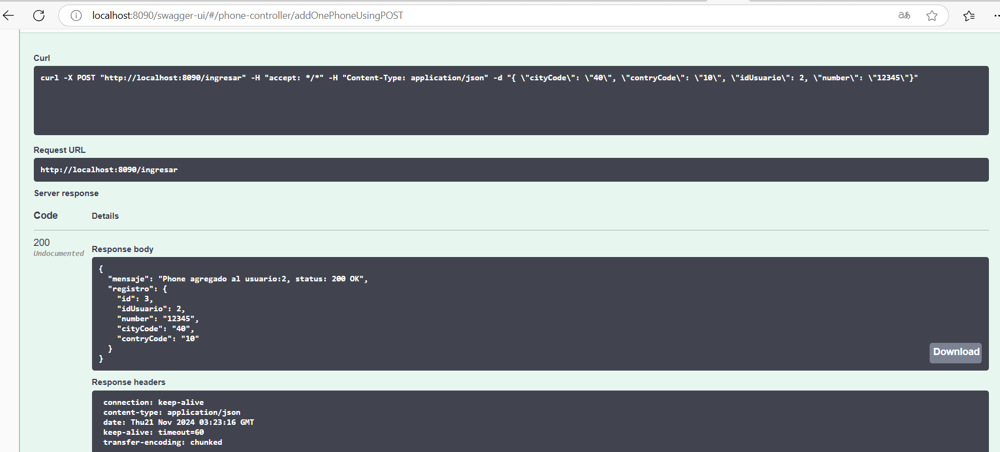 localhost:8090/swagger-ui/#/phone-controller/addOnePhoneUsingPOST
aあ
Curl
curl -X POST "http://localhost:8090/ingresar" -H "accept: */*" -H "Content-Type: application/json" -d "{ \"cityCode\": \"40\", \"contryCode\": \"10\", \"idUsuario\": 2, \"number\": \"12345\"}"
Request URL
http://localhost:8090/ingresar
Server response
Code Details
200
Undocumented
Response body
{
  "mensaje": "Phone agregado al usuario:2, status: 200 OK",
  "registro": {
    "id": 3,
    "idUsuario": 2,
    "number": "12345",
    "cityCode": "40",
    "contryCode": "10"
  }
}
Download
Response headers
connection: keep-alive
content-type: application/json
date: Thu21 Nov 2024 03:23:16 GMT
keep-alive: timeout=60
transfer-encoding: chunked